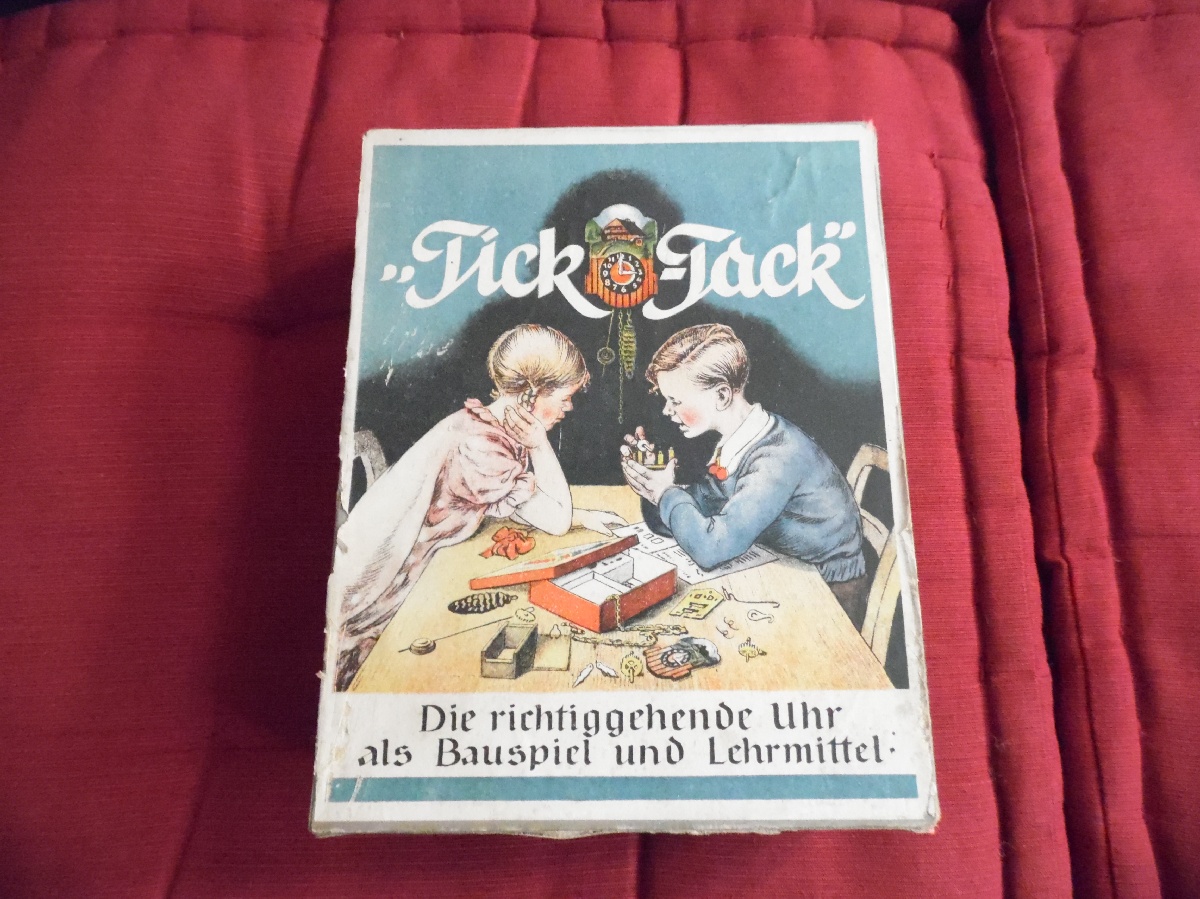 „Tick-Tack"
Die richtiggehende Uhr
als Bauspiel und Lehrmittel: